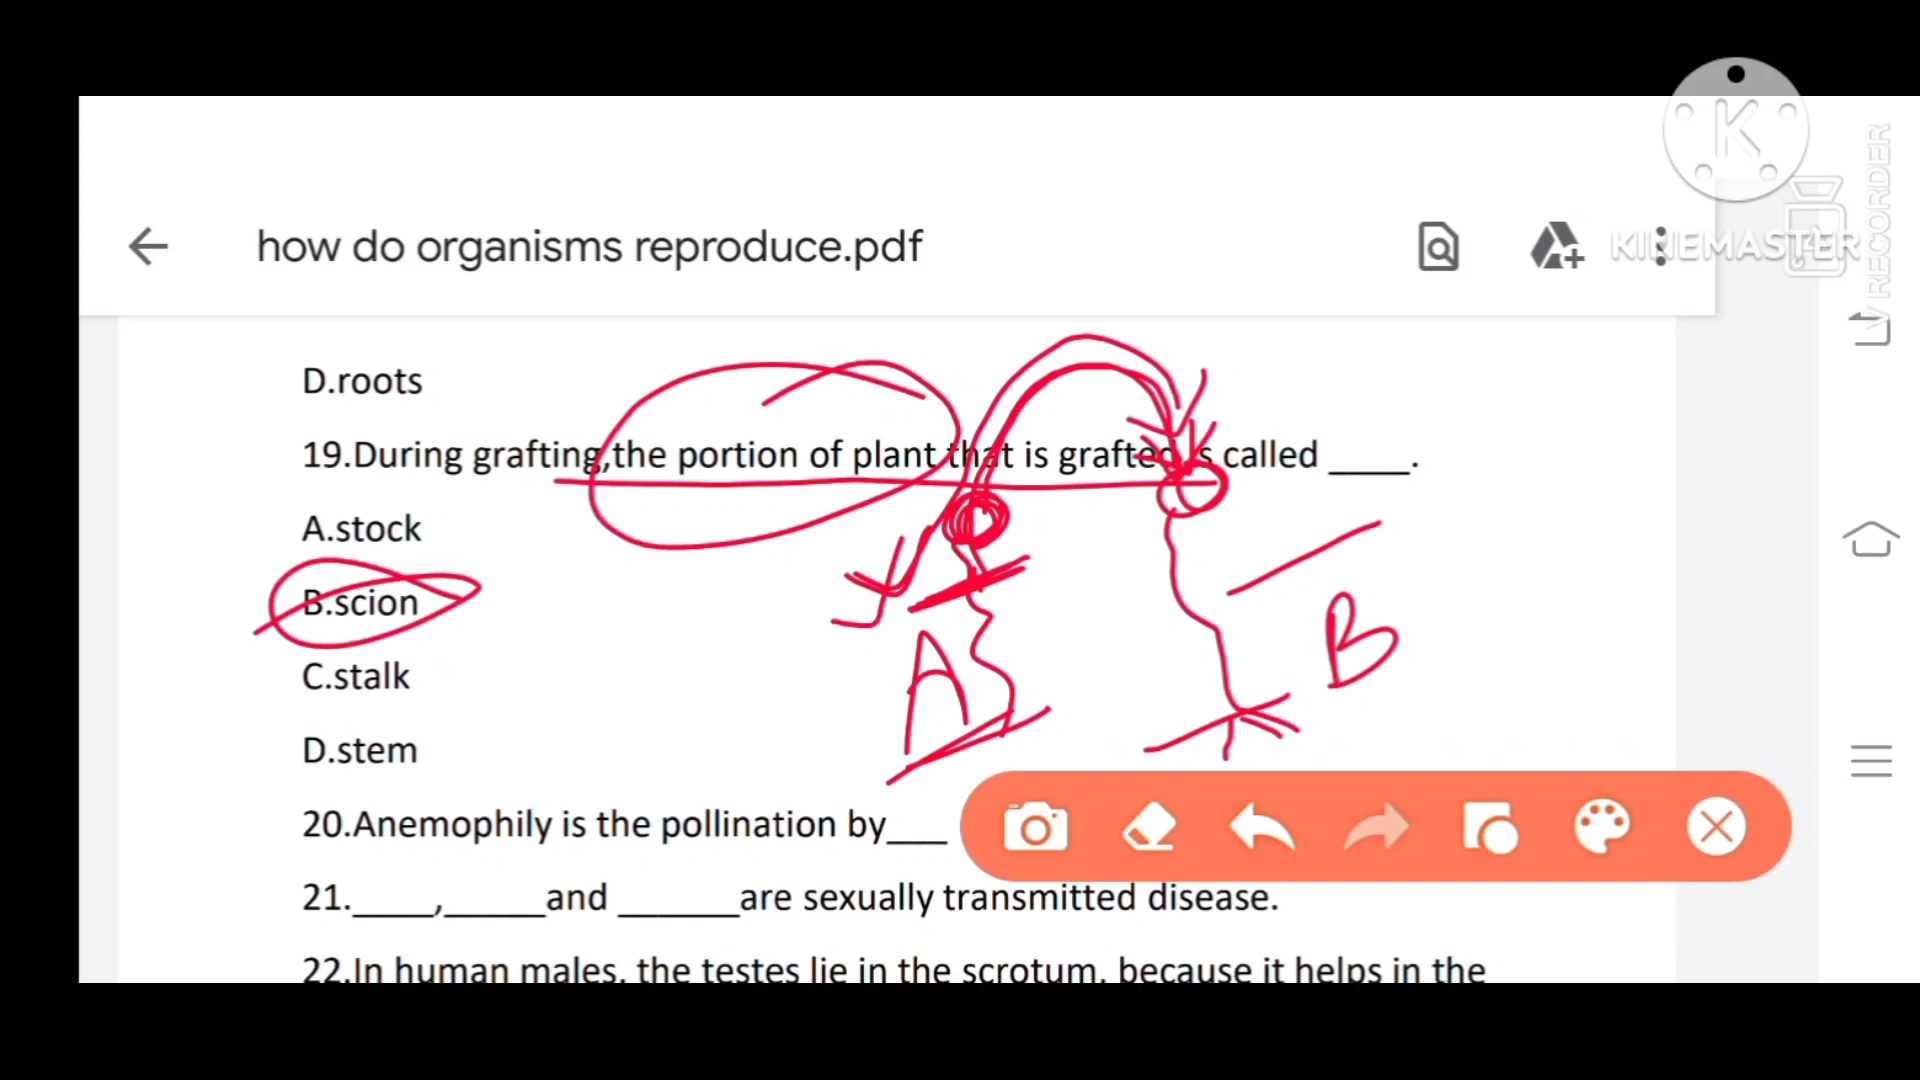 K
KINEMASTER
V RECORDER
how do organisms reproduce.pdf
D.roots
19.During grafting,the portion of plant that is grafted is called ____.
A.stock
B.scion
C.stalk
D.stem
A
B
20.Anemophily is the pollination by___
21.____,_____and ______are sexually transmitted disease.
22.In human males, the testes lie in the scrotum, because it helps in the